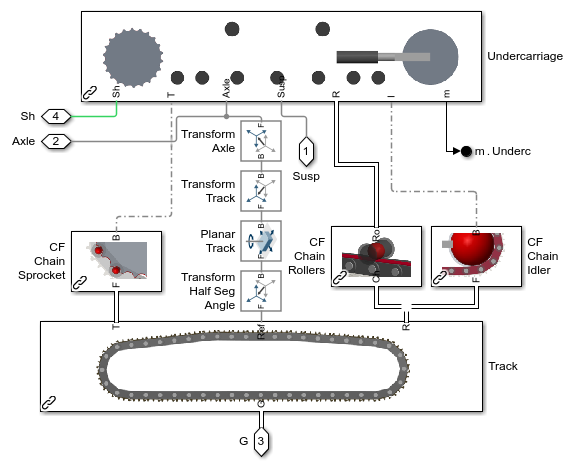 Undercarriage
Sh
T
Axle
Susp
R
I
m
Sh 4
Axle 2
Transform
Axle
F
B
1
Susp
m.Underc
Transform
Track
B
F
Planar
Track
B
F
Transform
Half Seg
Angle
B
F
CF
Chain
Sprocket
B
F
CF
Chain
Rollers
Ro
Ch
CF
Chain
Idler
B
F
T
Ref
R
Track
G
G 3